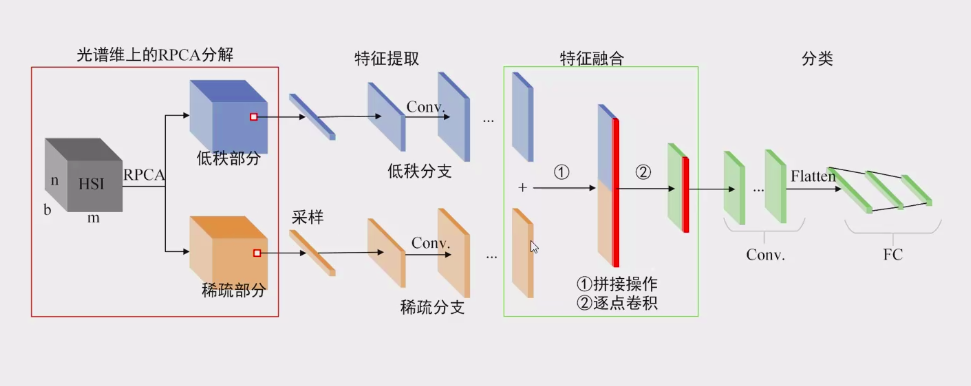 光谱维上的RPCA分解
特征提取
特征融合
分类
Conv.
...
低秩部分
低秩分支
n
HSI
RPCA
b
m
+
①
②
...
Flatten
采样
Conv.
...
Conv.
FC
稀疏部分
稀疏分支
①拼接操作
②逐点卷积